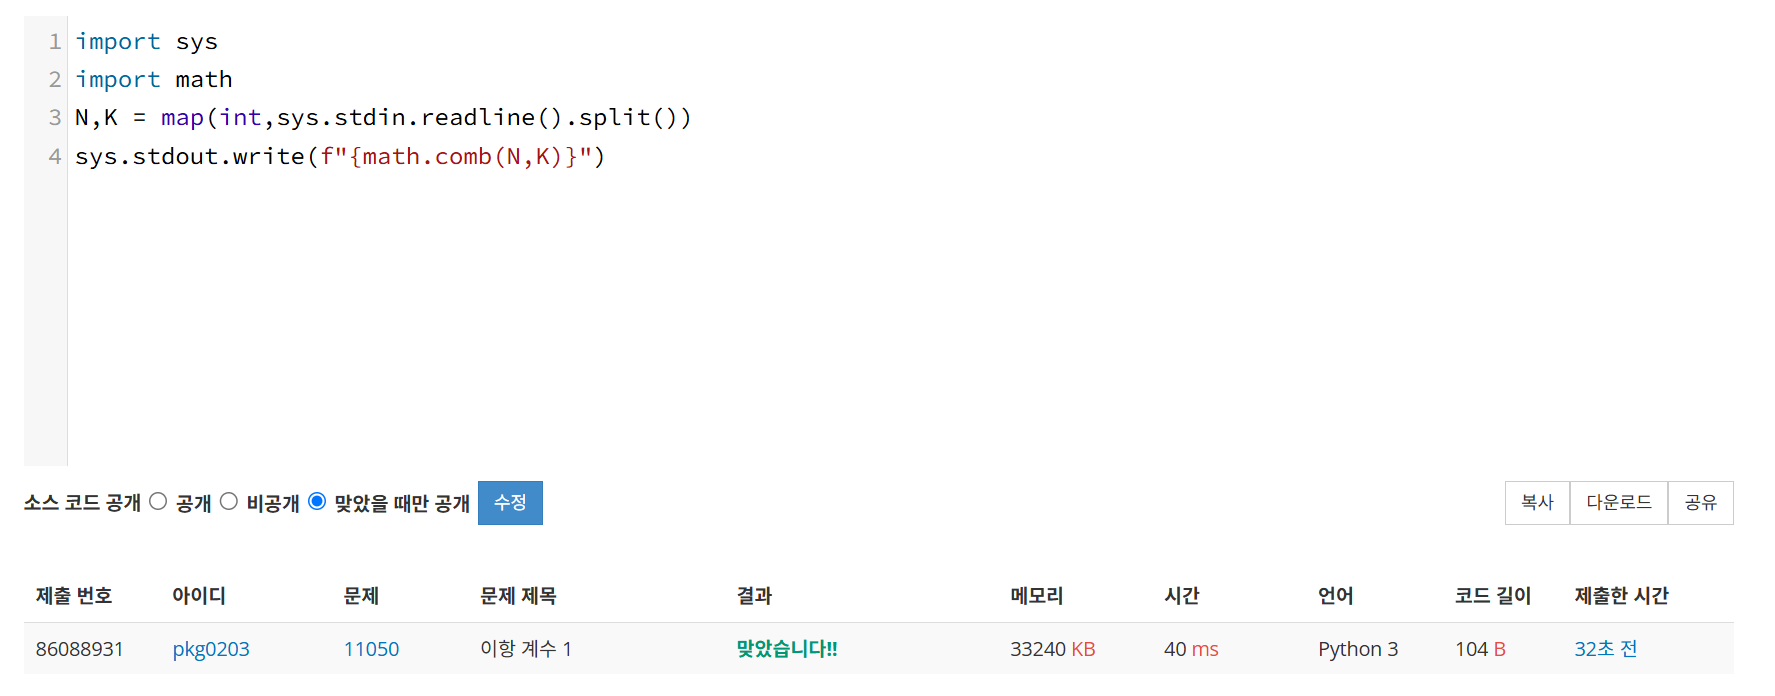 1 import sys
2 import math
3 N,K = map(int,sys.stdin.readline().split())
4 sys.stdout.write(f"{math.comb(N,K)}")
소스 코드 공개 공개 비공개 맞았을 때만 공개 수정 복사 다운로드 공유
제출 번호 아이디 문제 문제 제목 결과 메모리 시간 언어 코드 길이 제출한 시간
86088931 pkg0203 11050 이항 계수 1 맞았습니다!! 33240 KB 40 ms Python 3 104 B 32초 전